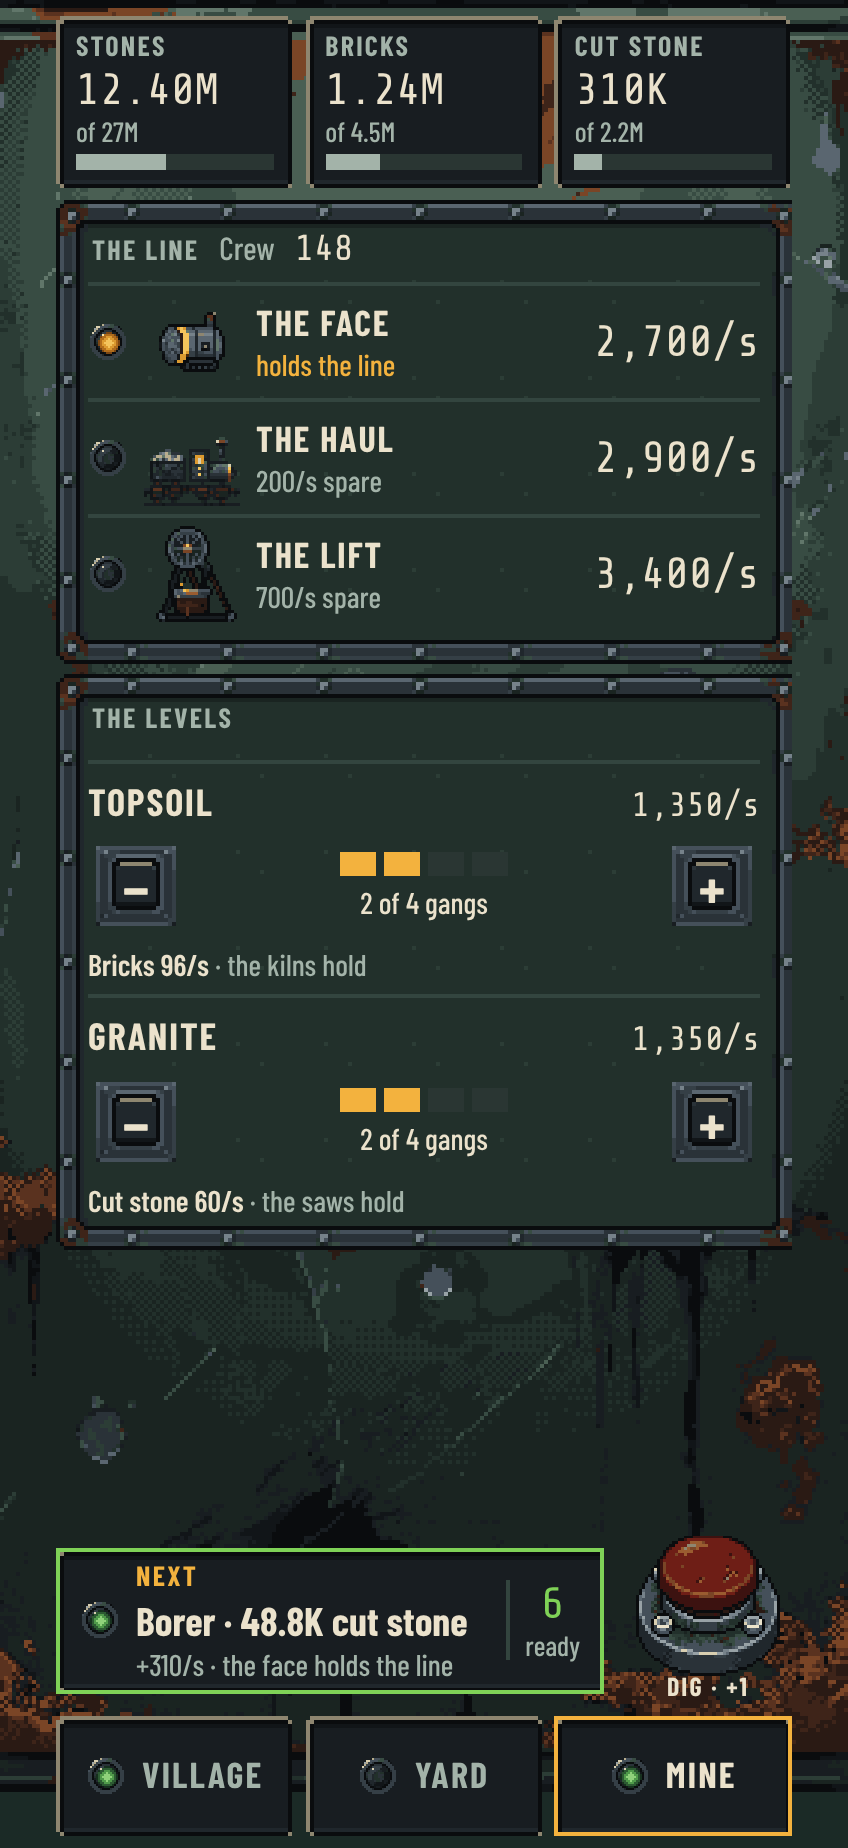 STONES
12.40M
of 27M
BRICKS
1.24M
of 4.5M
CUT STONE
310K
of 2.2M
THE LINE Crew 148
THE FACE
holds the line
2,700/s
THE HAUL
200/s spare
2,900/s
THE LIFT
700/s spare
3,400/s
THE LEVELS
TOPSOIL 1,350/s
− +
2 of 4 gangs
Bricks 96/s · the kilns hold
GRANITE 1,350/s
− +
2 of 4 gangs
Cut stone 60/s · the saws hold
NEXT
Borer · 48.8K cut stone
+310/s · the face holds the line
6
ready
DIG · +1
VILLAGE YARD MINE